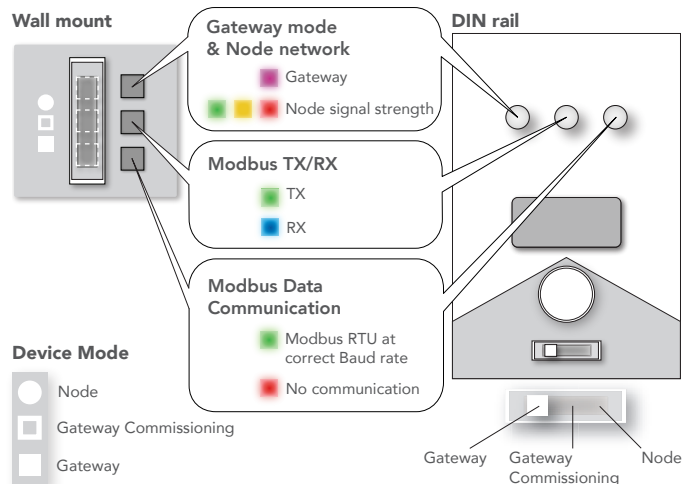 Wall mount
Gateway mode
& Node network
Gateway
Node signal strength
DIN rail
Modbus TX/RX
TX
RX
Modbus Data
Communication
Modbus RTU at
correct Baud rate
No communication
Device Mode
Node
Gateway Commissioning
Gateway
Gateway
Gateway
Commissioning
Node